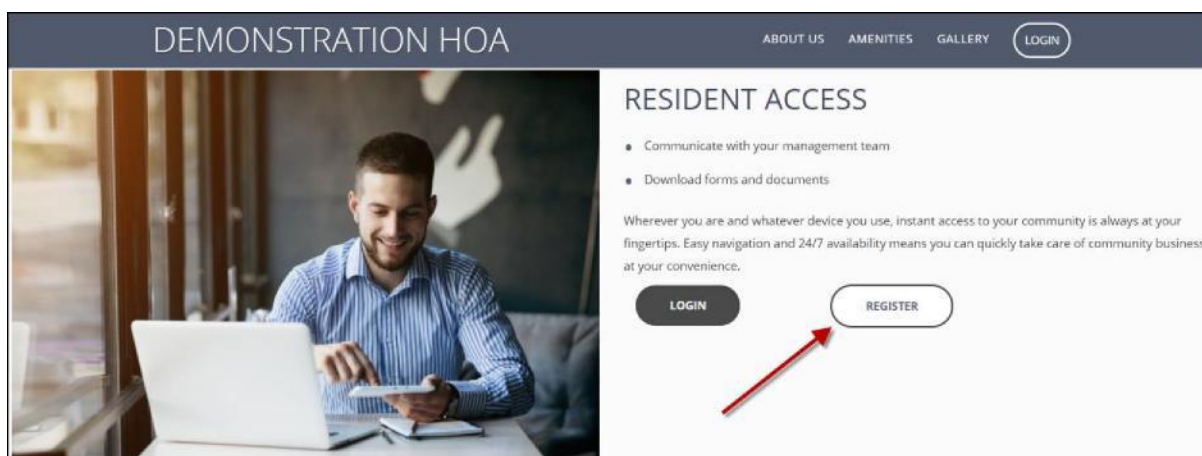 DEMONSTRATION HOA
ABOUT US AMENITIES GALLERY LOGIN
RESIDENT ACCESS
• Communicate with your management team
• Download forms and documents
Wherever you are and whatever device you use, instant access to your community is always at your
fingertips. Easy navigation and 24/7 availability means you can quickly take care of community business
at your convenience.
LOGIN REGISTER